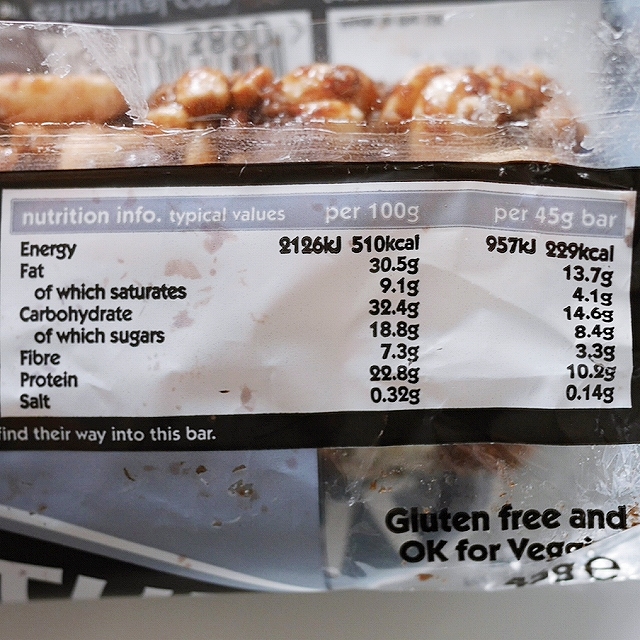 eatnatural.com
nutrition info. typical values per 100g per 45g bar
Energy 2126kJ 510kcal 957kJ 229kcal
Fat 30.5g 13.7g
of which saturates 9.1g 4.1g
Carbohydrate 32.4g 14.6g
of which sugars 18.8g 8.4g
Fibre 7.3g 3.3g
Protein 22.8g 10.2g
Salt 0.32g 0.14g
find their way into this bar.
Gluten free and
OK for
45g e